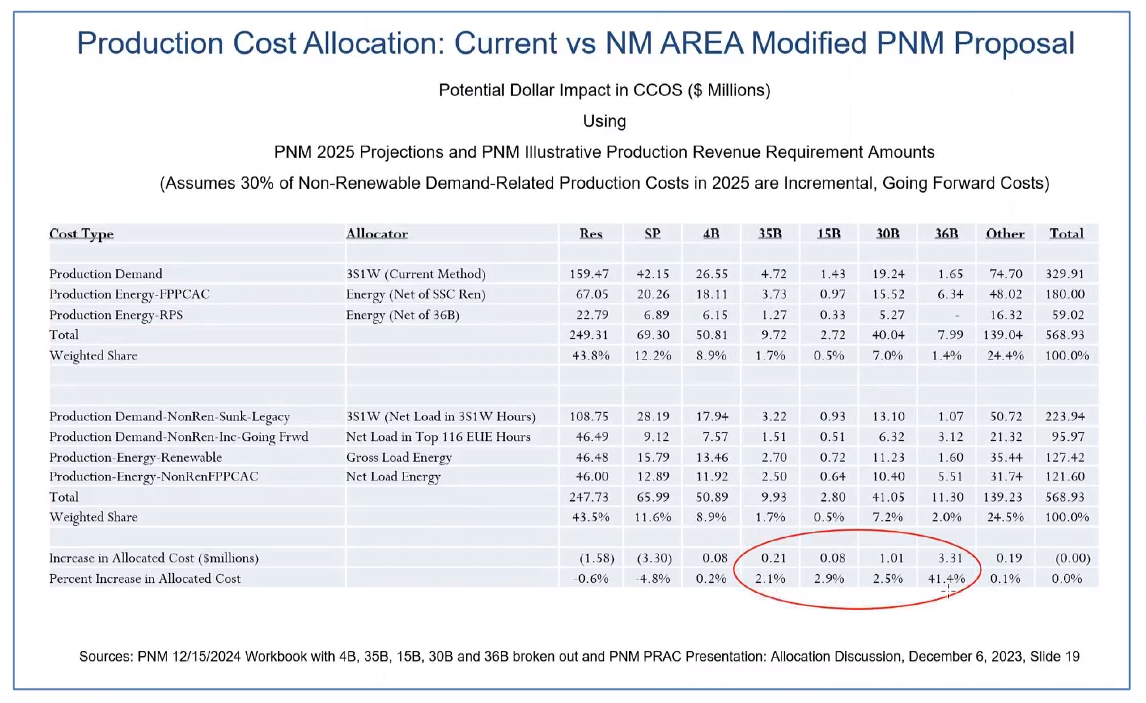 Production Cost Allocation: Current vs NM AREA Modified PNM Proposal
Potential Dollar Impact in CCOS ($ Millions)
Using
PNM 2025 Projections and PNM Illustrative Production Revenue Requirement Amounts
(Assumes 30% of Non-Renewable Demand-Related Production Costs in 2025 are Incremental, Going Forward Costs)
Cost Type Allocator Res SP 4B 35B 15B 30B 36B Other Total
Production Demand 3S1W (Current Method) 159.47 42.15 26.55 4.72 1.43 19.24 1.65 74.70 329.91
Production Energy-FPPCAC Energy (Net of SSC Ren) 67.05 20.26 18.11 3.73 0.97 15.52 6.34 48.02 180.00
Production Energy-RPS Energy (Net of 36B) 22.79 6.89 6.15 1.27 0.33 5.27 - 16.32 59.02
Total 249.31 69.30 50.81 9.72 2.72 40.04 7.99 139.04 568.93
Weighted Share 43.8% 12.2% 8.9% 1.7% 0.5% 7.0% 1.4% 24.4% 100.0%
Production Demand-NonRen-Sunk-Legacy 3S1W (Net Load in 3S1W Hours) 108.75 28.19 17.94 3.22 0.93 13.10 1.07 50.72 223.94
Production Demand-NonRen-Inc-Going Frwd Net Load in Top 116 EUE Hours 46.49 9.12 7.57 1.51 0.51 6.32 3.12 21.32 95.97
Production-Energy-Renewable Gross Load Energy 46.48 15.79 13.46 2.70 0.72 11.23 1.60 35.44 127.42
Production-Energy-NonRenFPPCAC Net Load Energy 46.00 12.89 11.92 2.50 0.64 10.40 5.51 31.74 121.60
Total 247.73 65.99 50.89 9.93 2.80 41.05 11.30 139.23 568.93
Weighted Share 43.5% 11.6% 8.9% 1.7% 0.5% 7.2% 2.0% 24.5% 100.0%
Increase in Allocated Cost ($millions) (1.58) (3.30) 0.08 0.21 0.08 1.01 3.31 0.19 (0.00)
Percent Increase in Allocated Cost -0.6% -4.8% 0.2% 2.1% 2.9% 2.5% 41.4% 0.1% 0.0%
Sources: PNM 12/15/2024 Workbook with 4B, 35B, 15B, 30B and 36B broken out and PNM PRAC Presentation: Allocation Discussion, December 6, 2023, Slide 19